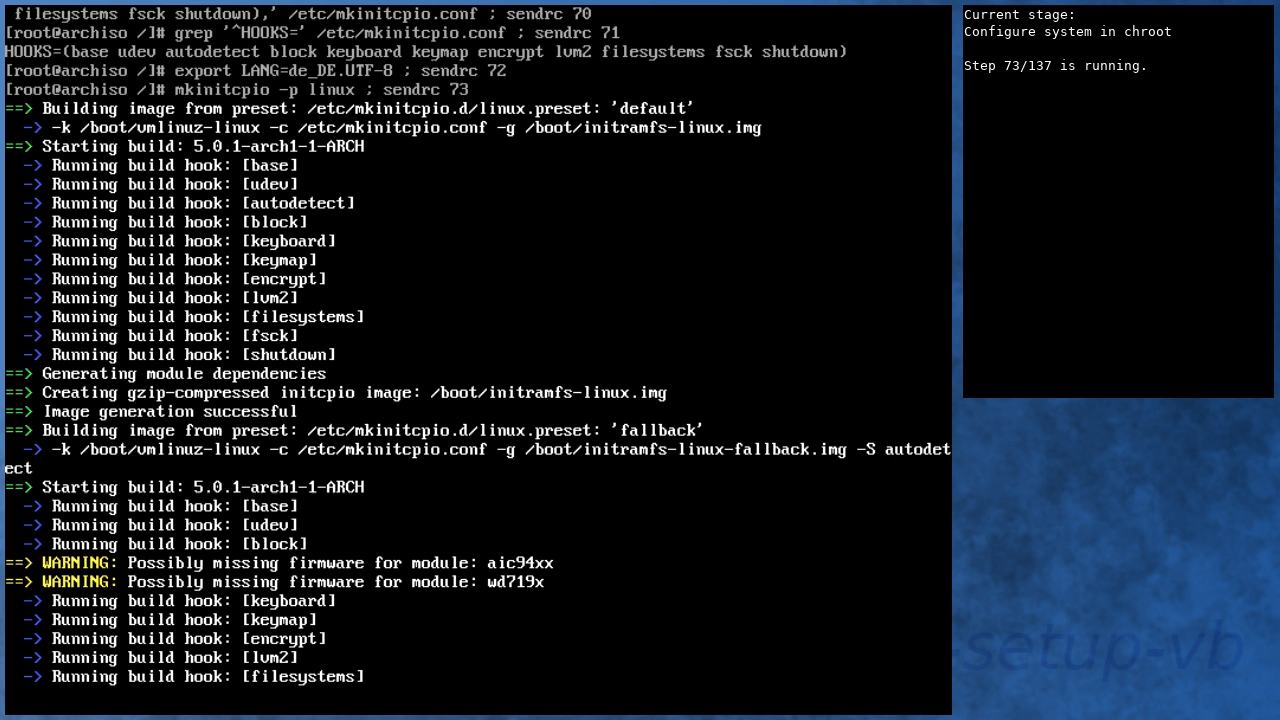 filesystems fsck shutdown),' /etc/mkinitcpio.conf ; sendrc 70
[root@archiso /]# grep '^HOOKS=' /etc/mkinitcpio.conf ; sendrc 71
HOOKS=(base udev autodetect block keyboard keymap encrypt lvm2 filesystems fsck shutdown)
[root@archiso /]# export LANG=de_DE.UTF-8 ; sendrc 72
[root@archiso /]# mkinitcpio -p linux ; sendrc 73
==> Building image from preset: /etc/mkinitcpio.d/linux.preset: 'default'
  -> -k /boot/vmlinuz-linux -c /etc/mkinitcpio.conf -g /boot/initramfs-linux.img
==> Starting build: 5.0.1-arch1-1-ARCH
  -> Running build hook: [base]
  -> Running build hook: [udev]
  -> Running build hook: [autodetect]
  -> Running build hook: [block]
  -> Running build hook: [keyboard]
  -> Running build hook: [keymap]
  -> Running build hook: [encrypt]
  -> Running build hook: [lvm2]
  -> Running build hook: [filesystems]
  -> Running build hook: [fsck]
  -> Running build hook: [shutdown]
==> Generating module dependencies
==> Creating gzip-compressed initcpio image: /boot/initramfs-linux.img
==> Image generation successful
==> Building image from preset: /etc/mkinitcpio.d/linux.preset: 'fallback'
  -> -k /boot/vmlinuz-linux -c /etc/mkinitcpio.conf -g /boot/initramfs-linux-fallback.img -S autodet
ect
==> Starting build: 5.0.1-arch1-1-ARCH
  -> Running build hook: [base]
  -> Running build hook: [udev]
  -> Running build hook: [block]
==> WARNING: Possibly missing firmware for module: aic94xx
==> WARNING: Possibly missing firmware for module: wd719x
  -> Running build hook: [keyboard]
  -> Running build hook: [keymap]
  -> Running build hook: [encrypt]
  -> Running build hook: [lvm2]
  -> Running build hook: [filesystems]
Current stage:
Configure system in chroot
Step 73/137 is running.
-setup-vb